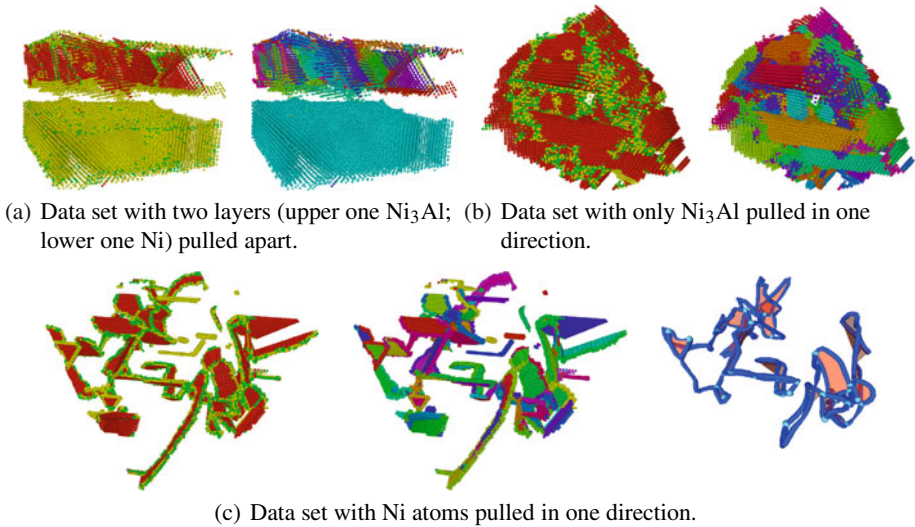 (a) Data set with two layers (upper one Ni3Al; lower one Ni) pulled apart.
(b) Data set with only Ni3Al pulled in one direction.
(c) Data set with Ni atoms pulled in one direction.